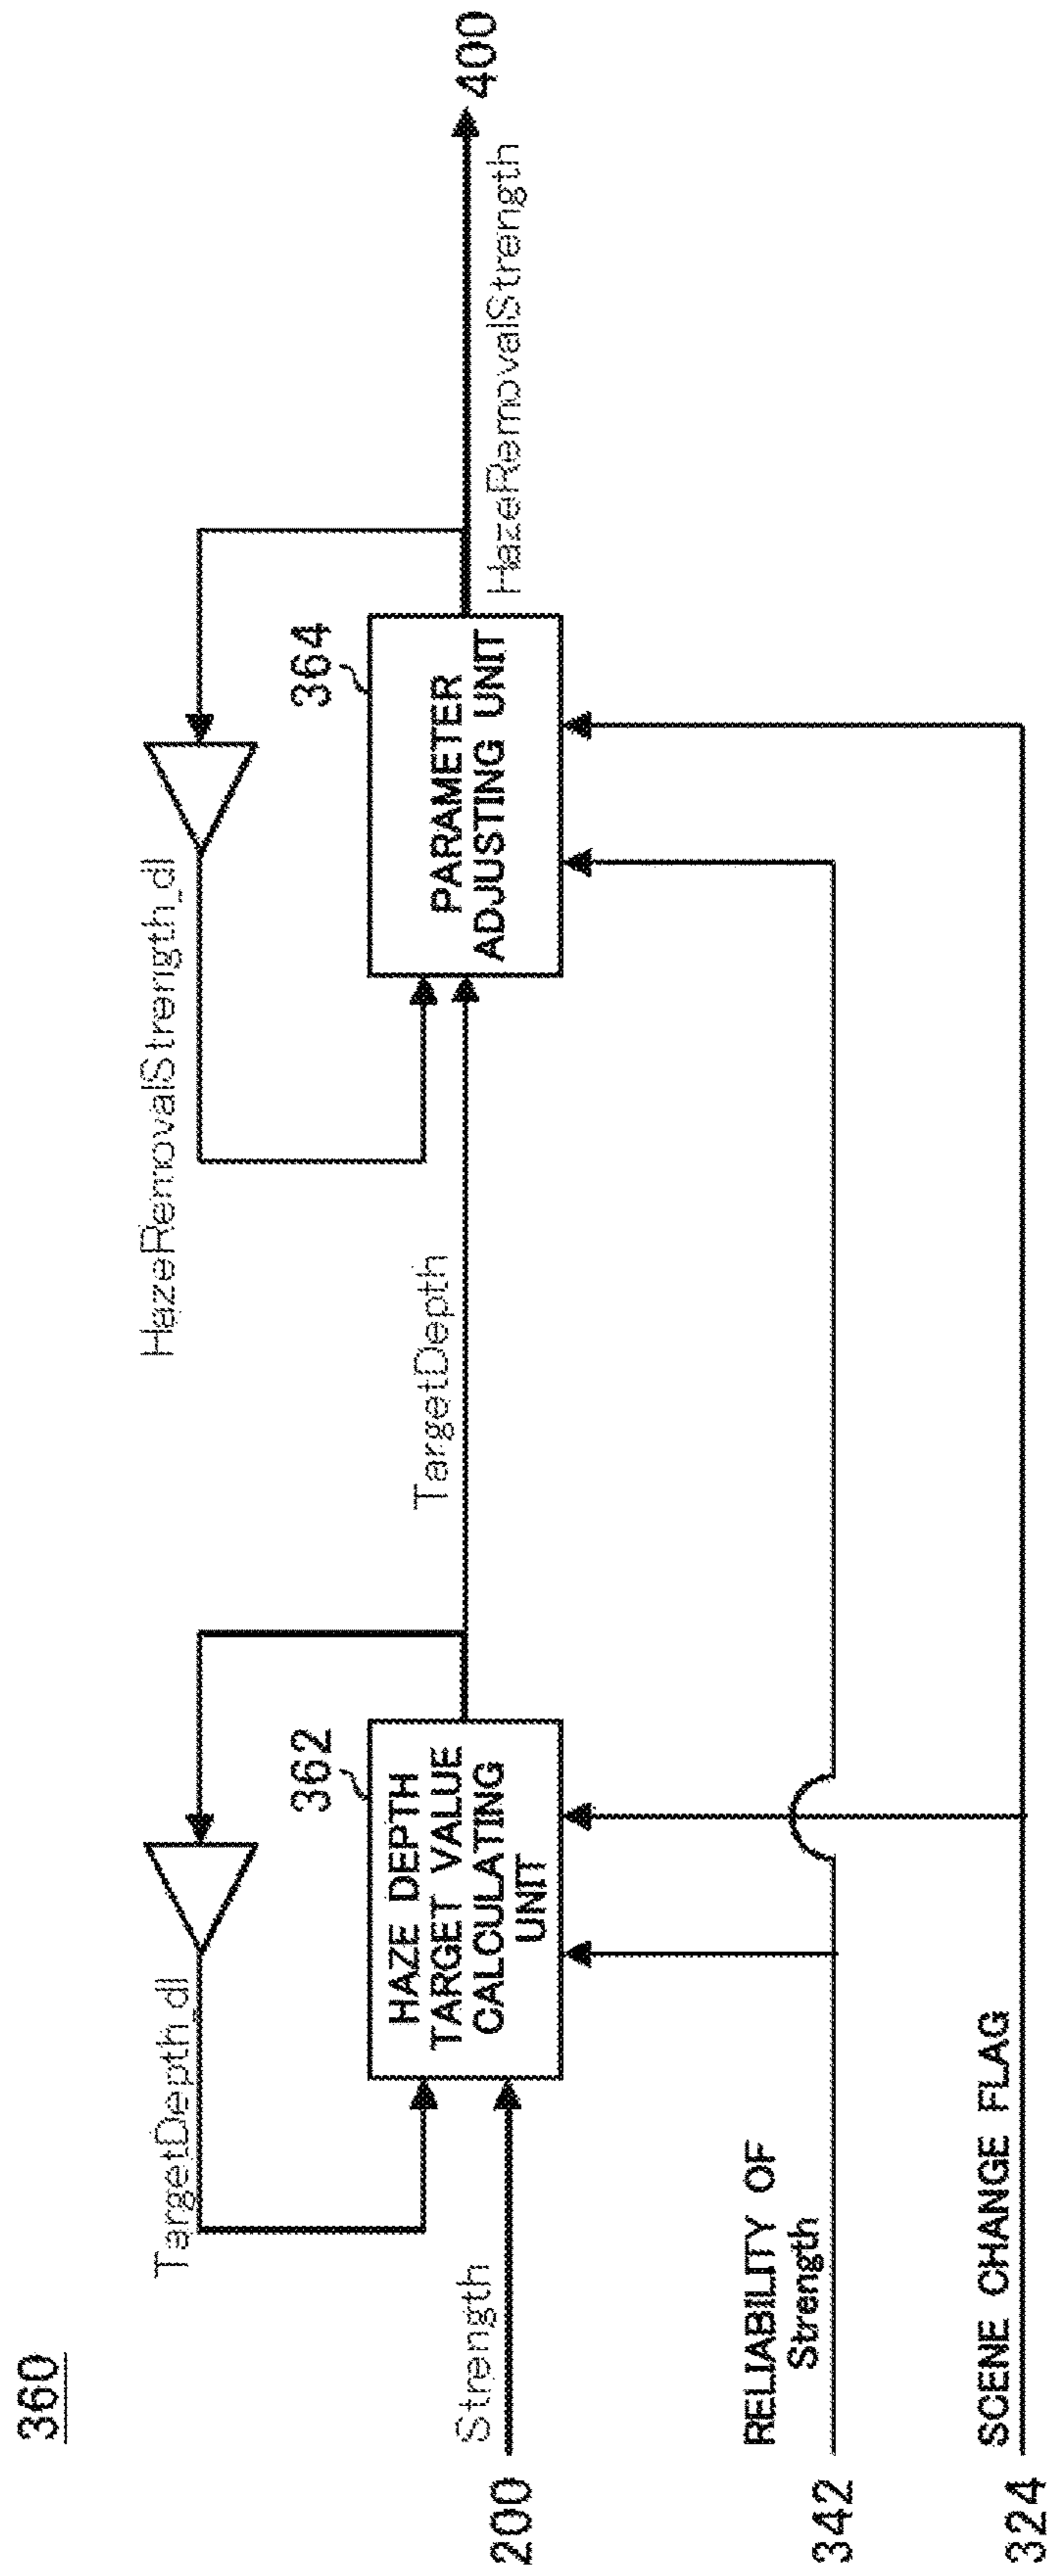 360
TargetDepth_dl
HazeRemovalStrength_dl
362
364
HAZE DEPTH
TARGET VALUE
CALCULATING
UNIT
PARAMETER
ADJUSTING UNIT
Strength
200
TargetDepth
HazeRemovalStrength
400
RELIABILITY OF
Strength
342
SCENE CHANGE FLAG
324